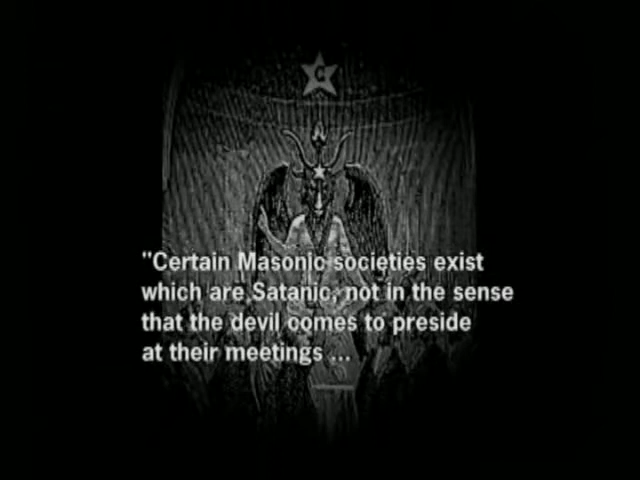 G
"Certain Masonic societies exist
which are Satanic, not in the sense
that the devil comes to preside
at their meetings ...